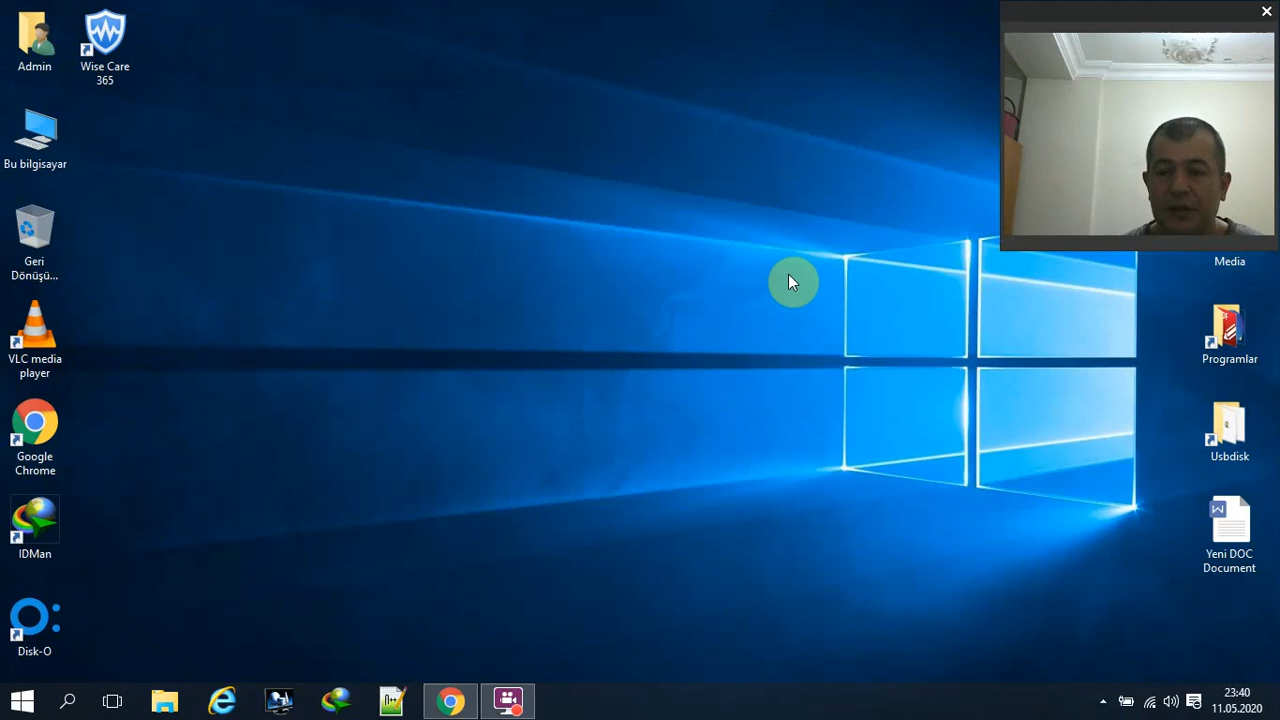 Admin
Wise Care
365
Bu bilgisayar
Geri
Dönüşü...
VLC media
player
Google
Chrome
IDMan
Disk-O
Media
Programlar
Usbdisk
W
Yeni DOC
Document
N++
23:40
11.05.2020